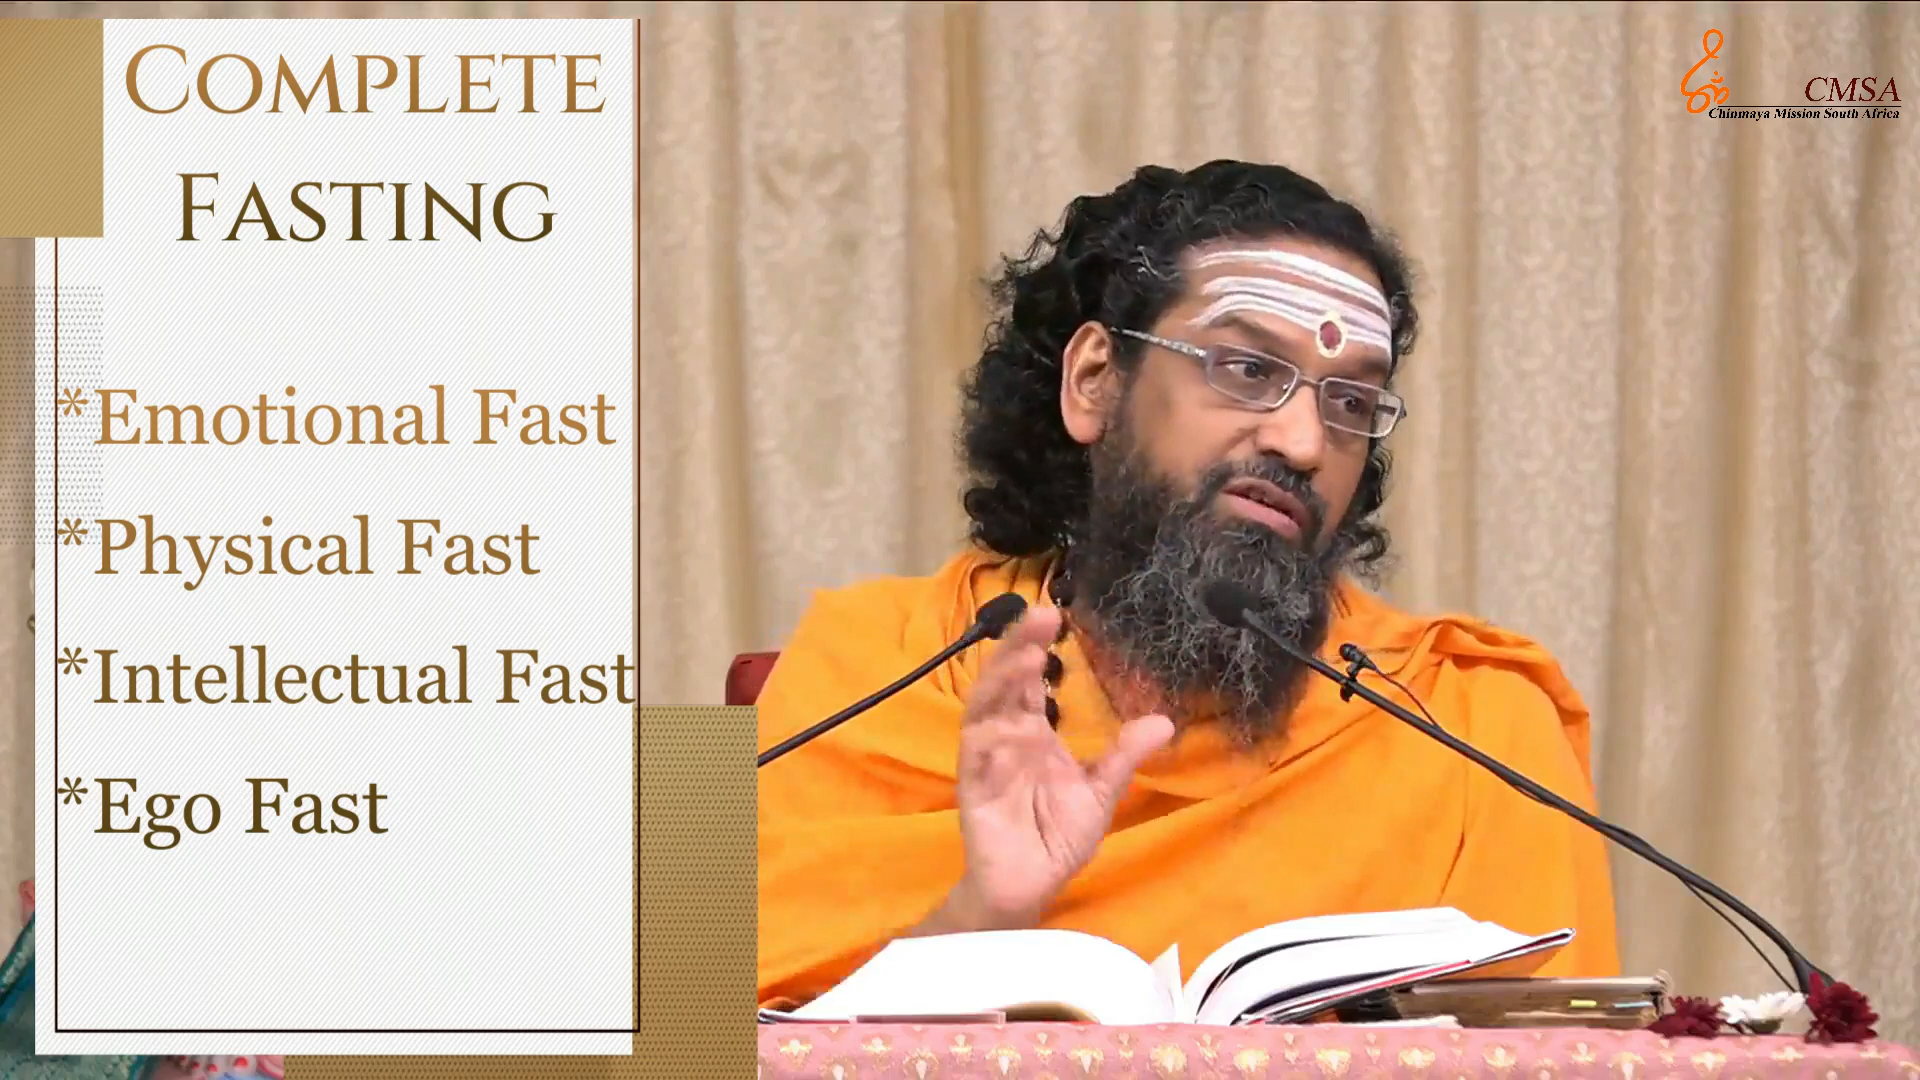 COMPLETE
FASTING
*Emotional Fast
*Physical Fast
*Intellectual Fast
*Ego Fast
CMSA
Chinmaya Mission South Africa